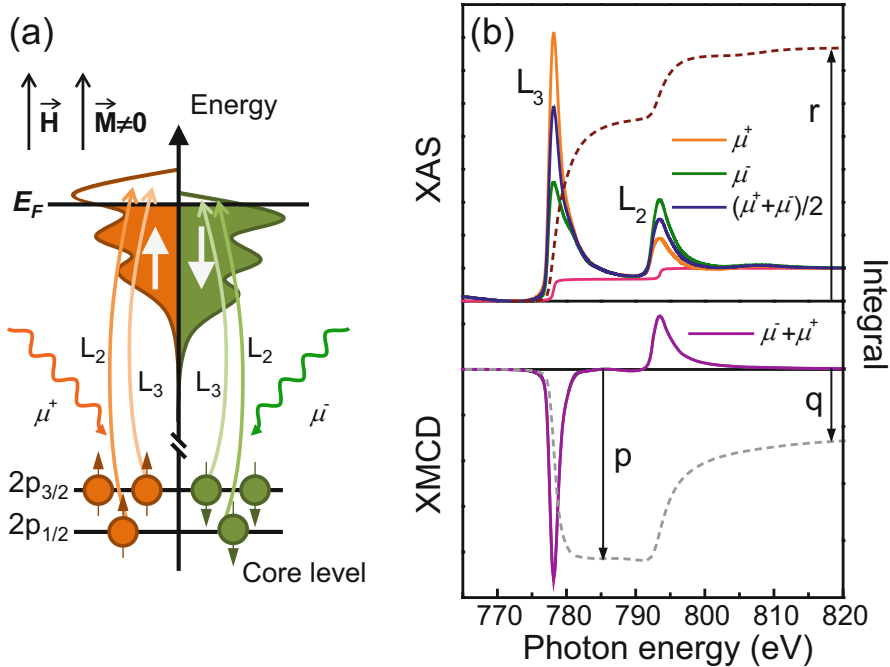 (a)
H M≠0
Energy
E_F
L₂
L₃
L₃
L₂
μ⁺
μ⁻
2p₃/₂
2p₁/₂
Core level
(b)
XAS
L₃
L₂
μ⁺
μ⁻
(μ⁺+μ⁻)/2
r
Integral
XMCD
μ⁻+μ⁺
p
q
770 780 790 800 810 820
Photon energy (eV)